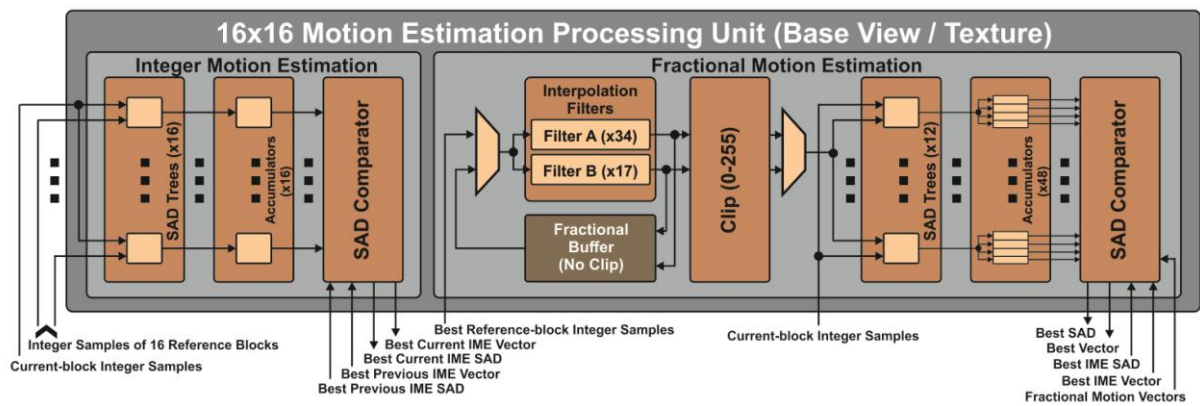 16x16 Motion Estimation Processing Unit (Base View / Texture)
Integer Motion Estimation
SAD Trees (x16)
Accumulators
(x16)
SAD Comparator
Fractional Motion Estimation
Interpolation
Filters
Filter A (x34)
Filter B (x17)
Fractional
Buffer
(No Clip)
Clip (0-255)
SAD Trees (x12)
Accumulators
(x48)
SAD Comparator
Integer Samples of 16 Reference Blocks
Current-block Integer Samples
Best Reference-block Integer Samples
Best Current IME Vector
Best Current IME SAD
Best Previous IME Vector
Best Previous IME SAD
Current-block Integer Samples
Best SAD
Best Vector
Best IME SAD
Best IME Vector
Fractional Motion Vectors